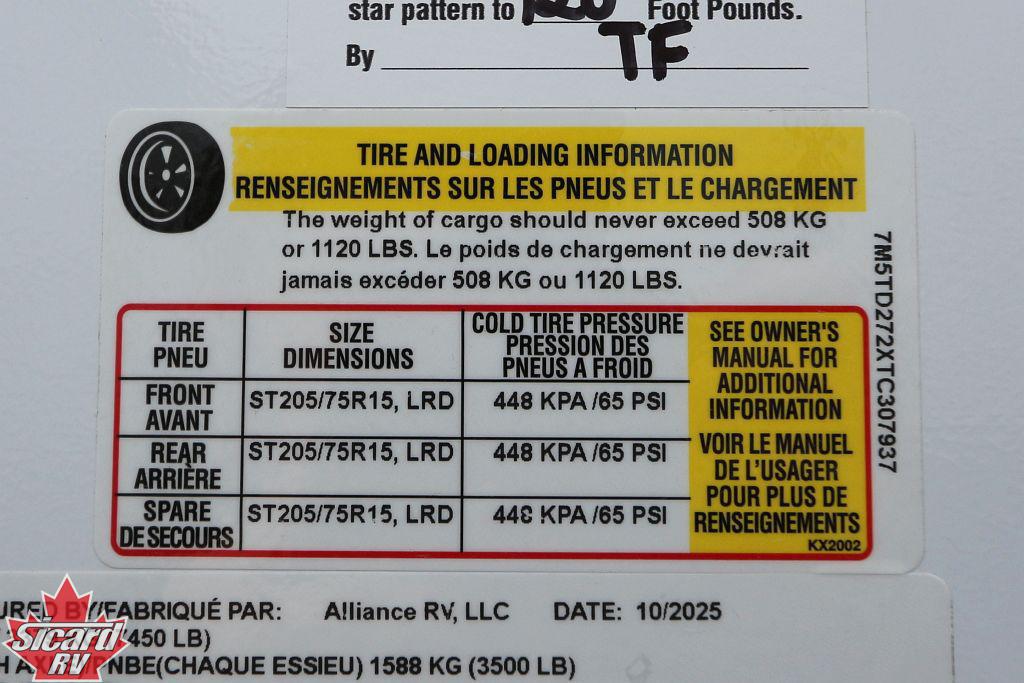 star pattern to 120 Foot Pounds.
By TF
TIRE AND LOADING INFORMATION
RENSEIGNEMENTS SUR LES PNEUS ET LE CHARGEMENT
The weight of cargo should never exceed 508 KG
or 1120 LBS. Le poids de chargement ne devrait
jamais excéder 508 KG ou 1120 LBS.
TIRE
PNEU
SIZE
DIMENSIONS
COLD TIRE PRESSURE
PRESSION DES
PNEUS A FROID
FRONT
AVANT
ST205/75R15, LRD
448 KPA /65 PSI
REAR
ARRIÈRE
ST205/75R15, LRD
448 KPA /65 PSI
SPARE
DE SECOURS
ST205/75R15, LRD
448 KPA /65 PSI
SEE OWNER'S
MANUAL FOR
ADDITIONAL
INFORMATION
VOIR LE MANUEL
DE L'USAGER
POUR PLUS DE
RENSEIGNEMENTS
KX2002
7M5TD272XTC307937
URED BY/FABRIQUÉ PAR: Alliance RV, LLC DATE: 10/2025
450 LB)
PNBE(CHAQUE ESSIEU) 1588 KG (3500 LB)
Sicard
RV